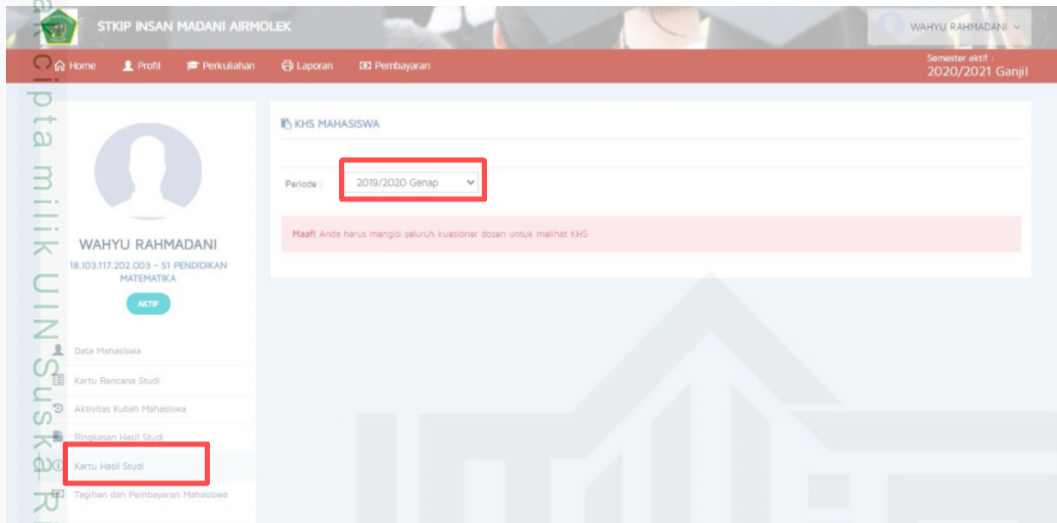 STKIP INSAN MADANI AIRMOLEK
WAHYU RAHMADANI
Home Profil Perkuliahan Laporan Pembayaran
Semester aktif :
2020/2021 Ganjil
KHS MAHASISWA
Periode : 2019/2020 Genap
Maaf! Anda harus mengisi seluruh kuesioner dosen untuk melihat KHS
WAHYU RAHMADANI
18.103.117.202.003 - S1 PENDIDIKAN
MATEMATIKA
AKTIF
Data Mahasiswa
Kartu Rencana Studi
Aktivitas Kuliah Mahasiswa
Ringkasan Hasil Studi
Kartu Hasil Studi
Tagihan dan Pembayaran Mahasiswa
Cipta milik UIN Suska